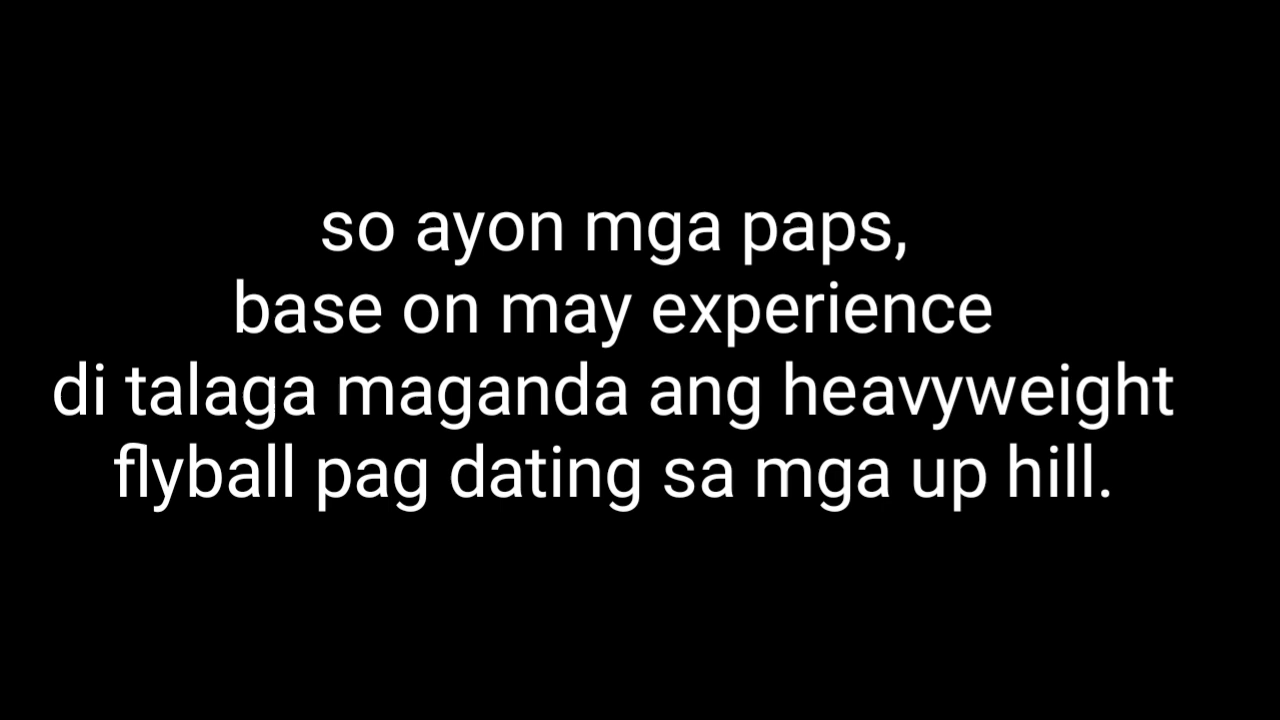 so ayon mga paps,
base on may experience
di talaga maganda ang heavyweight
flyball pag dating sa mga up hill.